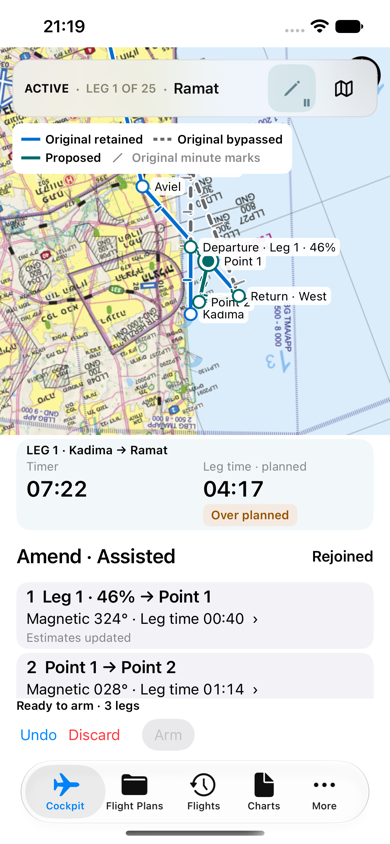 21:19
ACTIVE · LEG 1 OF 25 · Ramat
Original retained Original bypassed
Proposed Original minute marks
Aviel
Departure · Leg 1 · 46%
Point 1
Return · West
Point 2
Kadima
LEG 1 · Kadima → Ramat
Timer Leg time · planned
07:22 04:17
Over planned
Amend · Assisted Rejoined
1 Leg 1 · 46% → Point 1
Magnetic 324° · Leg time 00:40 ›
Estimates updated
2 Point 1 → Point 2
Magnetic 028° · Leg time 01:14 ›
Ready to arm · 3 legs
Undo Discard Arm
Cockpit Flight Plans Flights Charts More